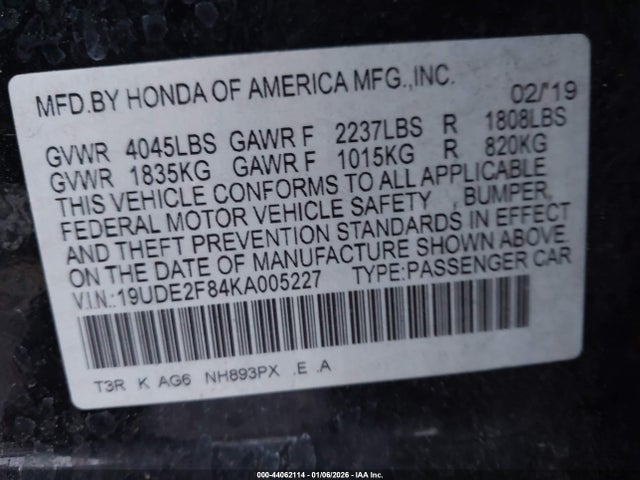 MFD.BY HONDA OF AMERICA MFG.,INC. 02/'19
GVWR 4045LBS GAWR F 2237LBS R 1808LBS
GVWR 1835KG GAWR F 1015KG R 820KG
THIS VEHICLE CONFORMS TO ALL APPLICABLE
FEDERAL MOTOR VEHICLE SAFETY , BUMPER,
AND THEFT PREVENTION STANDARDS IN EFFECT
ON THE DATE OF MANUFACTURE SHOWN ABOVE
V.I.N.:19UDE2F84KA005227 TYPE:PASSENGER CAR
T3R K AG6 NH893PX .E .A
000-44062114 - 01/06/2026 - IAA Inc.